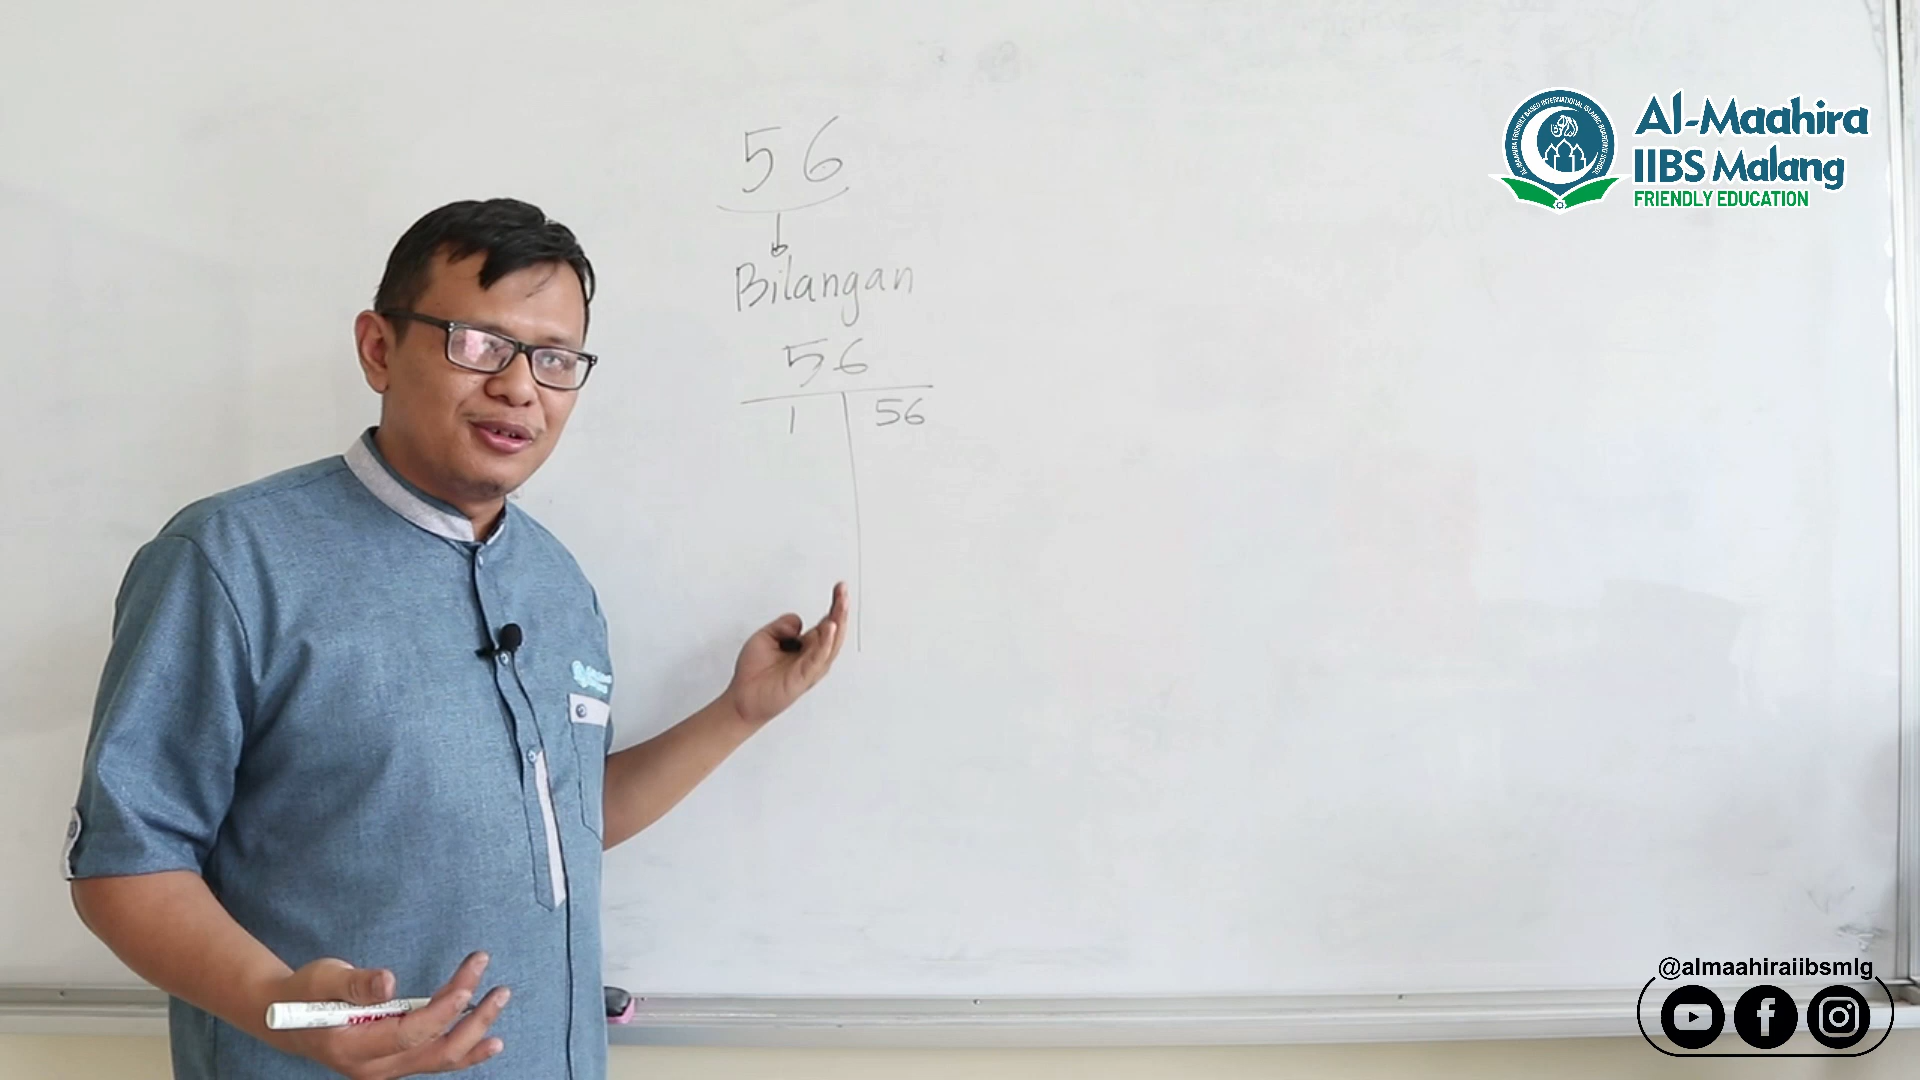 56
Bilangan
56
1 56
Al-Maahira
IIBS Malang
FRIENDLY EDUCATION
@almaahiraiibsmlg